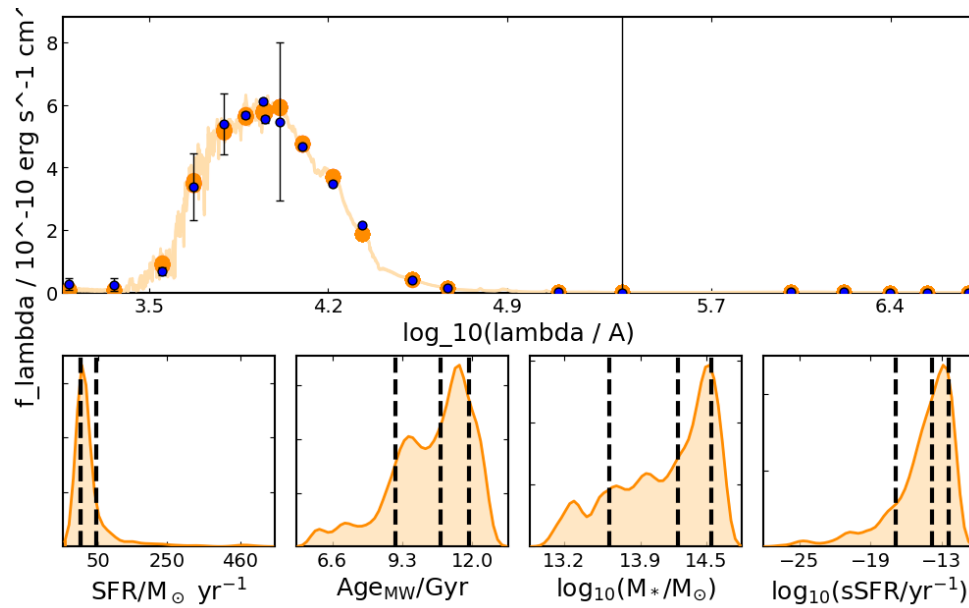 f_lambda / 10^-10 erg s^-1 cm^
8
6
4
2
0
3.5 4.2 4.9 5.7 6.4
log_10(lambda / A)
50 250 460
6.6 9.3 12.0
13.2 13.9 14.5
−25 −19 −13
SFR/M⊙ yr⁻¹
Age_MW/Gyr
log₁₀(M_*/M⊙)
log₁₀(sSFR/yr⁻¹)